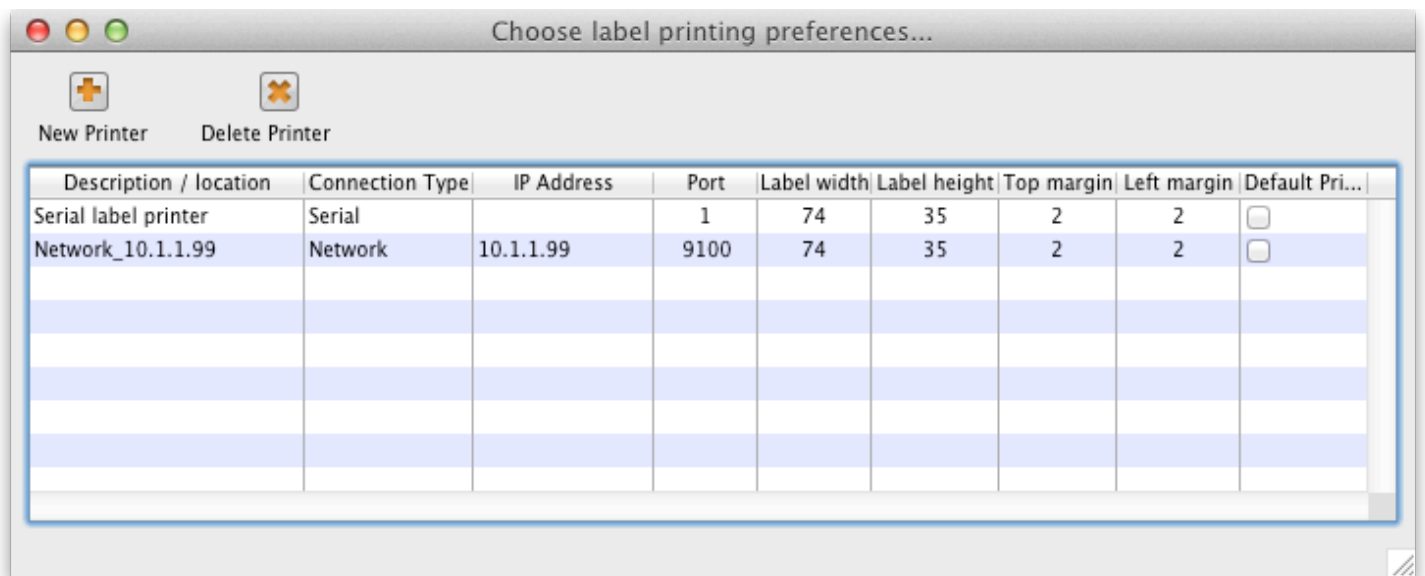 Choose label printing preferences...
New Printer Delete Printer
Description / location Connection Type IP Address Port Label width Label height Top margin Left margin Default Pri...
Serial label printer Serial 1 74 35 2 2
Network_10.1.1.99 Network 10.1.1.99 9100 74 35 2 2